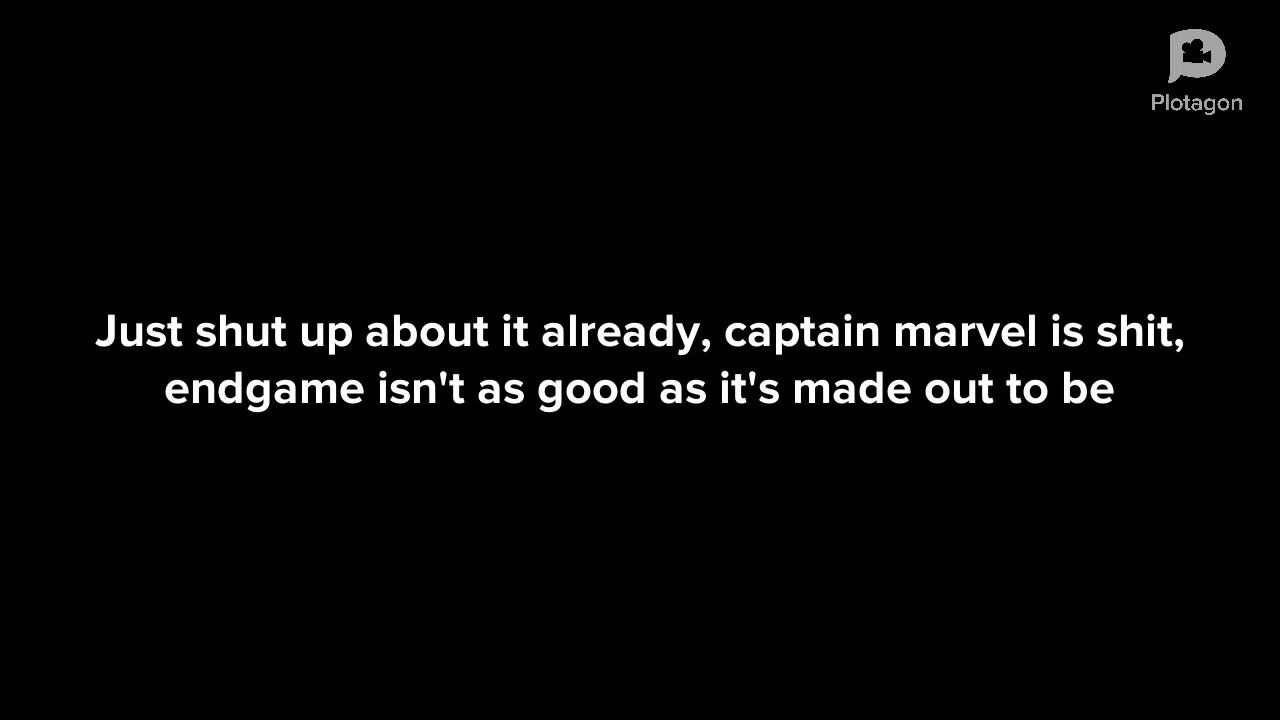 Plotagon
Just shut up about it already, captain marvel is shit,
endgame isn't as good as it's made out to be